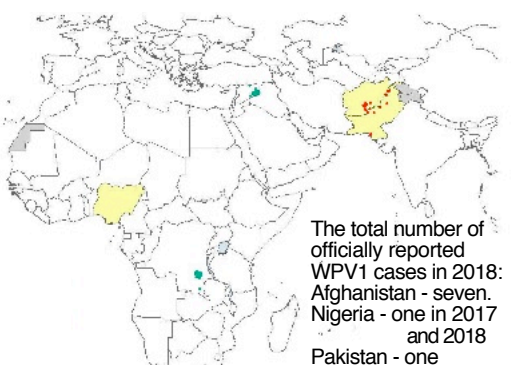 The total number of
officially reported
WPV1 cases in 2018:
Afghanistan - seven.
Nigeria - one in 2017
and 2018
Pakistan - one